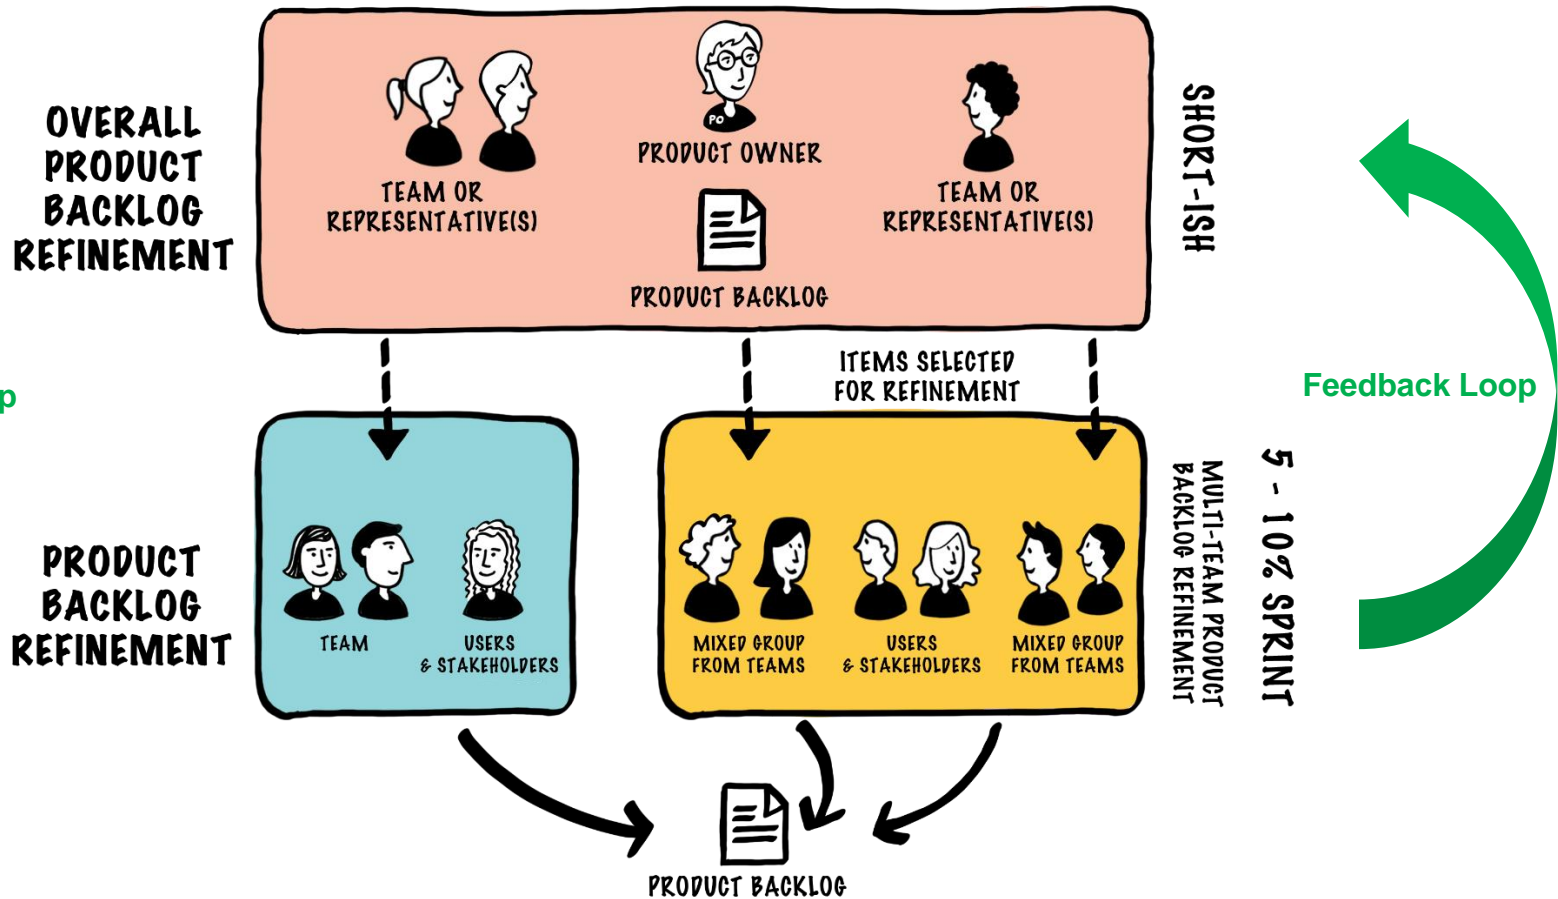 OVERALL
PRODUCT
BACKLOG
REFINEMENT
TEAM OR
REPRESENTATIVE(S)
PO
PRODUCT OWNER
PRODUCT BACKLOG
TEAM OR
REPRESENTATIVE(S)
SHORT-ISH
ITEMS SELECTED
FOR REFINEMENT
p
Feedback Loop
PRODUCT
BACKLOG
REFINEMENT
TEAM
USERS
& STAKEHOLDERS
MIXED GROUP
FROM TEAMS
USERS
& STAKEHOLDERS
MIXED GROUP
FROM TEAMS
MULTI-TEAM PRODUCT
BACKLOG REFINEMENT
5 - 10% SPRINT
PRODUCT BACKLOG